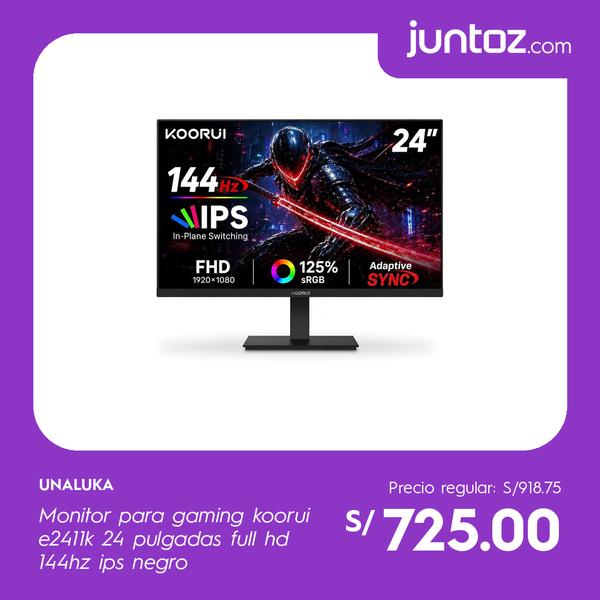 juntoz.com
KOORUI
24"
144Hz
IPS
In-Plane Switching
FHD
1920×1080
125%
sRGB
Adaptive
SYNC
KOORUI
UNALUKA
Monitor para gaming koorui
e2411k 24 pulgadas full hd
144hz ips negro
Precio regular: S/918.75
S/ 725.00